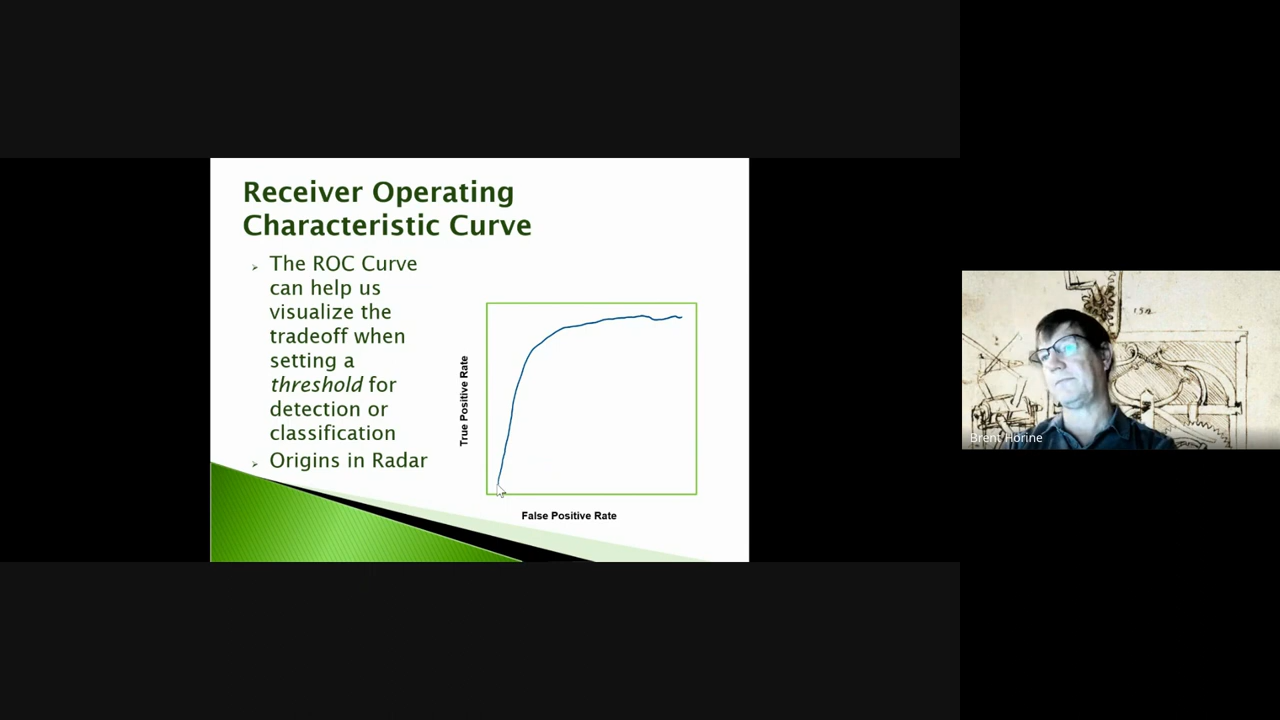 Receiver Operating
Characteristic Curve
The ROC Curve
can help us
visualize the
tradeoff when
setting a
threshold for
detection or
classification
Origins in Radar
True Positive Rate
False Positive Rate
Brent Horine